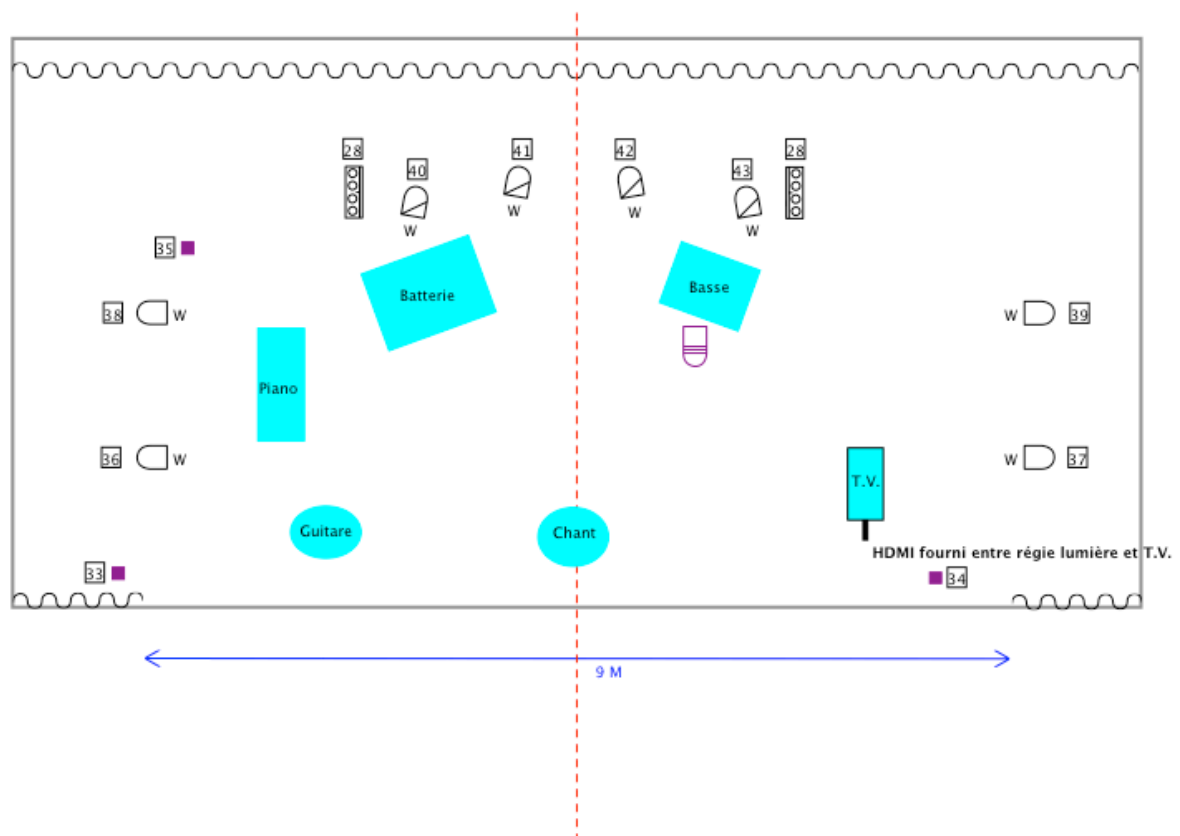 28
41
42
43
28
40
W
W
W
W
35
Batterie
Basse
38
W
W
39
Piano
36
W
W
37
T.V.
Guitare
Chant
HDMI fourni entre régie lumière et T.V.
33
34
9 M